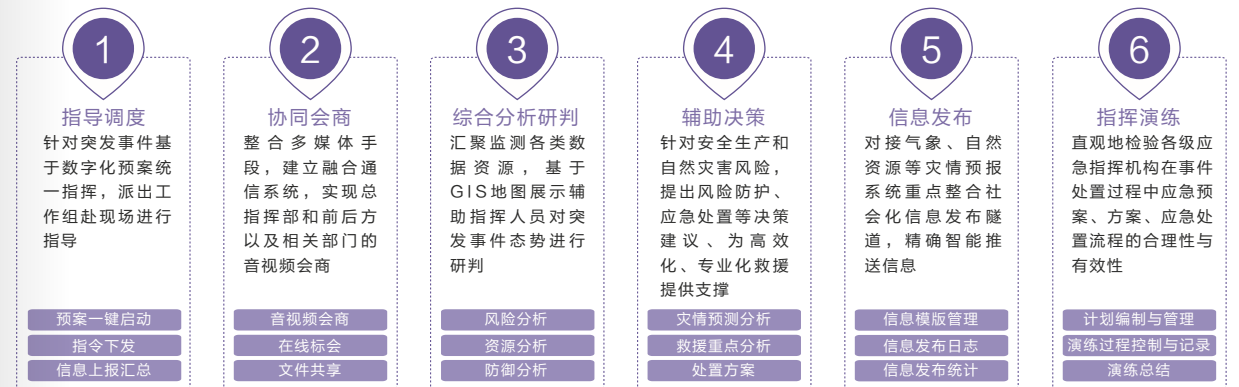 1
指导调度
针对突发事件基
于数字化预案统
一指挥，派出工
作组赴现场进行
指导
预案一键启动
指令下发
信息上报汇总
2
协同会商
整合多媒体手
段，建立融合通
信系统，实现总
指挥部和前后方
以及相关部门的
音视频会商
音视频会商
在线标会
文件共享
3
综合分析研判
汇聚监测各类数
据资源，基于
GIS地图展示辅
助指挥人员对突
发事件态势进行
研判
风险分析
资源分析
防御分析
4
辅助决策
针对安全生产和
自然灾害风险，
提出风险防护、
应急处置等决策
建议、为高效
化、专业化救援
提供支撑
灾情预测分析
救援重点分析
处置方案
5
信息发布
对接气象、自然
资源等灾情预报
系统重点整合社
会化信息发布隧
道，精确智能推
送信息
信息模版管理
信息发布日志
信息发布统计
6
指挥演练
直观地检验各级应
急指挥机构在事件
处置过程中应急预
案、方案、应急处
置流程的合理性与
有效性
计划编制与管理
演练过程控制与记录
演练总结